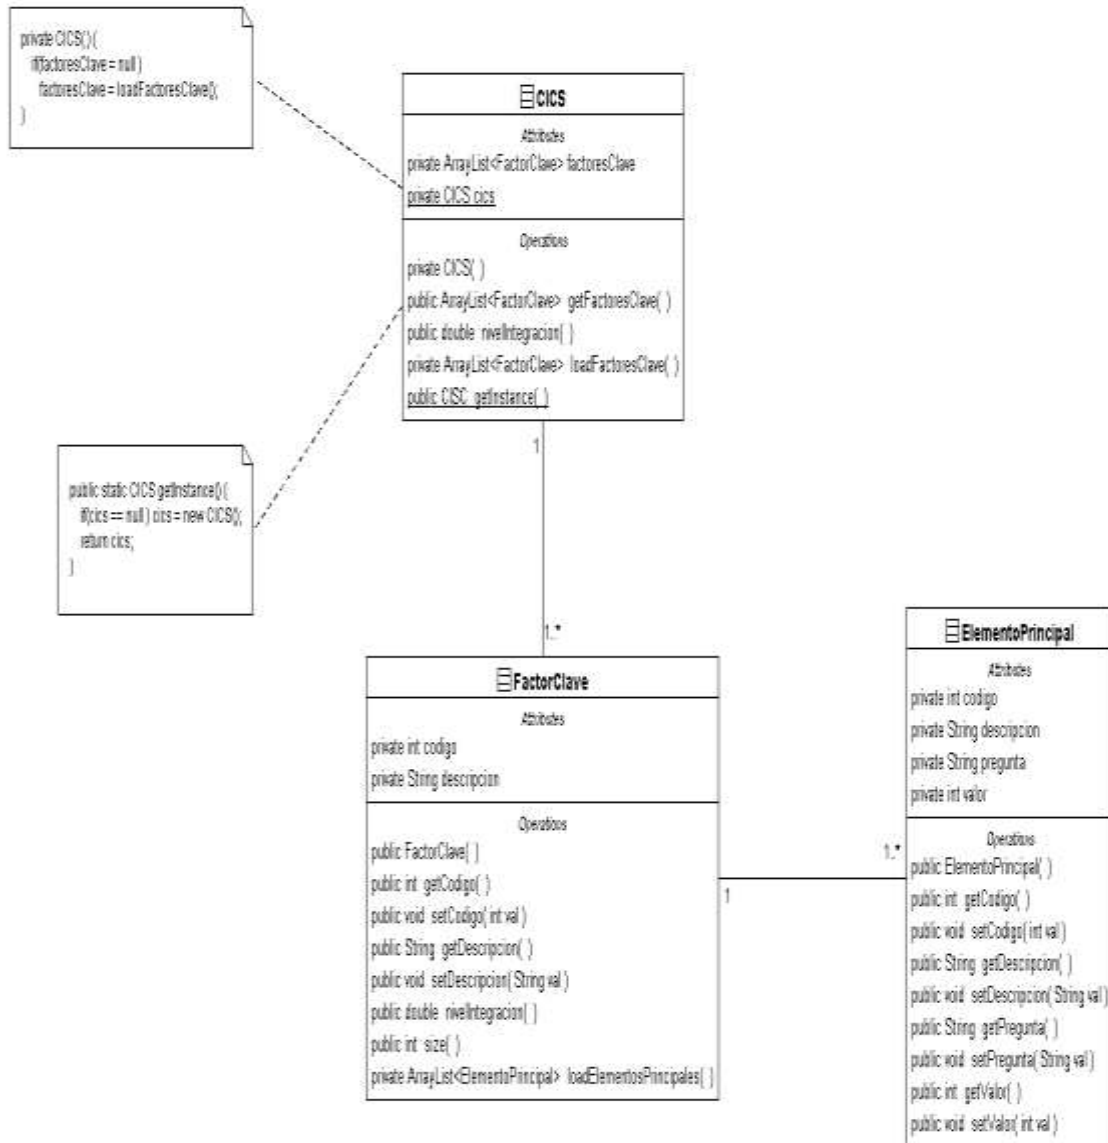 private CICS( ) {
if(factoresClave = null )
factoresClave = loadFactoresClave();
}
CICS
Attributes
private ArrayList<FactorClave> factoresClave
private CICS cics
Operations
private CICS( )
public ArrayList<FactorClave> getFactoresClave( )
public double nivelIntegracion( )
private ArrayList<FactorClave> loadFactoresClave( )
public CISC getInstance( )
1
1..*
public static CICS getInstance() {
if(cics == null ) cics = new CICS();
return cics;
}
FactorClave
Attributes
private int codigo
private String descripcion
Operations
public FactorClave( )
public int getCodigo( )
public void setCodigo( int val )
public String getDescripcion( )
public void setDescripcion( String val )
public double nivelIntegracion( )
public int size( )
private ArrayList<ElementoPrincipal> loadElementosPrincipales( )
1
1..*
ElementoPrincipal
Attributes
private int codigo
private String descripcion
private String pregunta
private int valor
Operations
public ElementoPrincipal( )
public int getCodigo( )
public void setCodigo( int val )
public String getDescripcion( )
public void setDescripcion( String val )
public String getPregunta( )
public void setPregunta( String val )
public int getValor( )
public void setValor( int val )